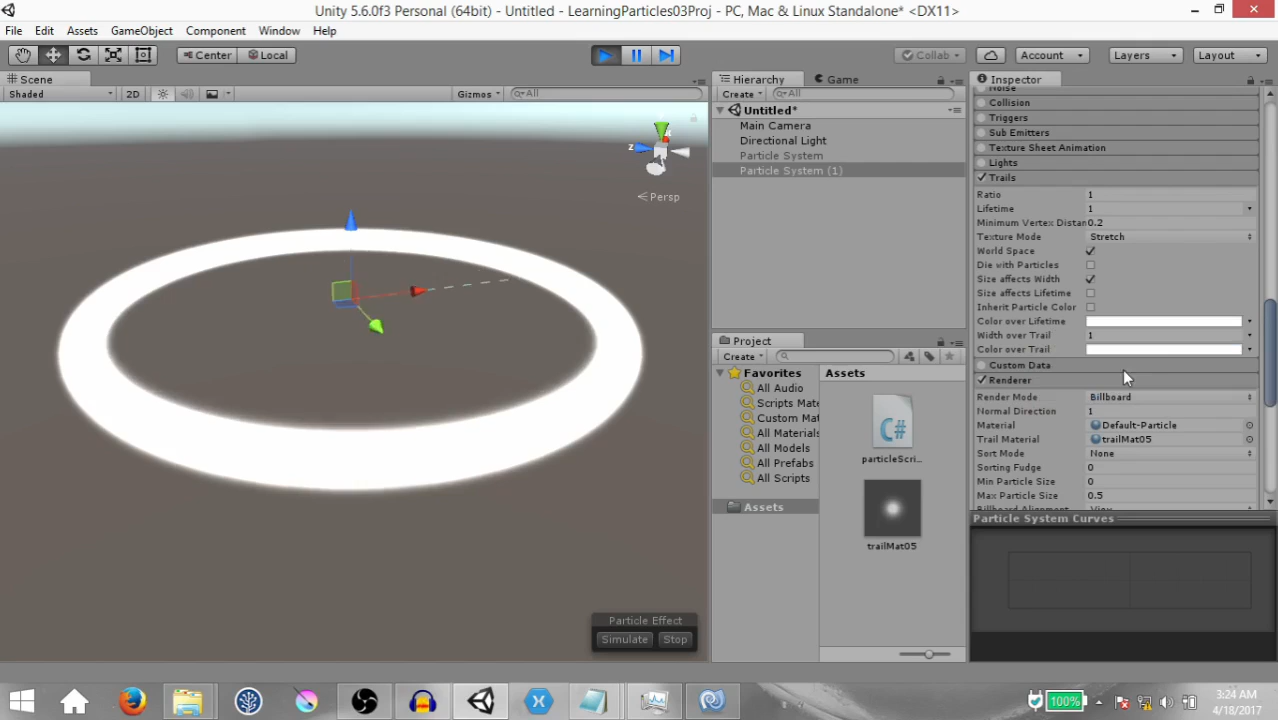 Unity 5.6.0f3 Personal (64bit) - Untitled - LearningParticles03Proj - PC, Mac & Linux Standalone* <DX11>
File Edit Assets GameObject Component Window Help
Center Local Collab Account Layers Layout
Scene
Shaded 2D Gizmos All
y
x
z
Persp
Particle Effect
Simulate Stop
Hierarchy Game
Create All
Untitled*
Main Camera
Directional Light
Particle System
Particle System (1)
Project
Create
Favorites
All Audio
Scripts Mate
Custom Mat
All Materials
All Models
All Prefabs
All Scripts
Assets
Assets
particleScri...
trailMat05
Inspector
Noise
Collision
Triggers
Sub Emitters
Texture Sheet Animation
Lights
Trails
Ratio 1
Lifetime 1
Minimum Vertex Distan 0.2
Texture Mode Stretch
World Space
Die with Particles
Size affects Width
Size affects Lifetime
Inherit Particle Color
Color over Lifetime
Width over Trail 1
Color over Trail
Custom Data
Renderer
Render Mode Billboard
Normal Direction 1
Material Default-Particle
Trail Material trailMat05
Sort Mode None
Sorting Fudge 0
Min Particle Size 0
Max Particle Size 0.5
Billboard Alignment View
Particle System Curves
100%
3:24 AM
4/18/2017